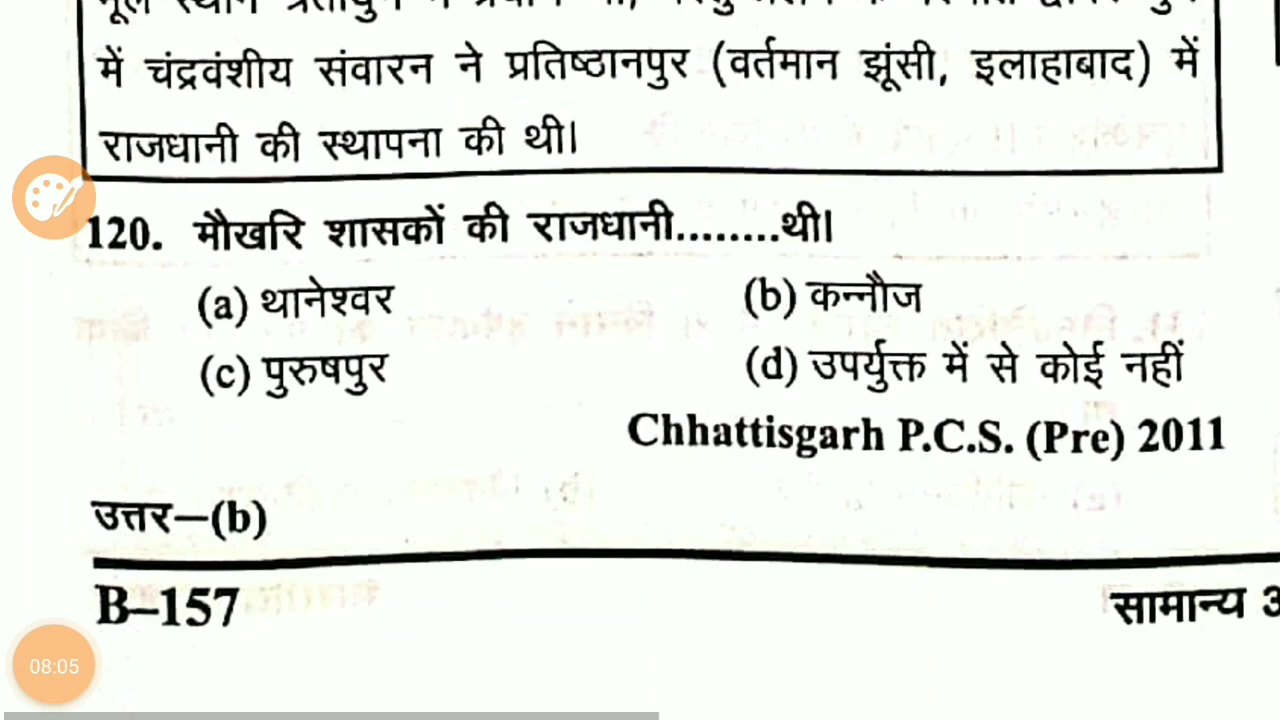 में चंद्रवंशीय संवारन ने प्रतिष्ठानपुर (वर्तमान झूंसी, इलाहाबाद) में
राजधानी की स्थापना की थी।
120. मौखरि शासकों की राजधानी........थी।
(a) थानेश्वर (b) कन्नौज
(c) पुरुषपुर (d) उपर्युक्त में से कोई नहीं
Chhattisgarh P.C.S. (Pre) 2011
उत्तर—(b)
B–157 सामान्य
08:05